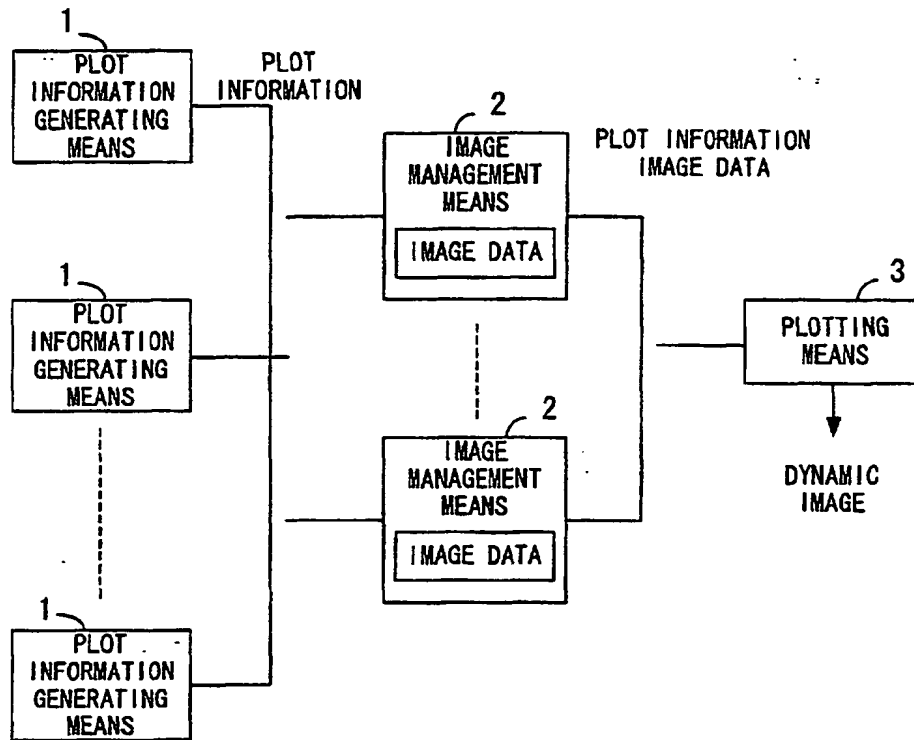 1
PLOT
INFORMATION
GENERATING
MEANS
PLOT
INFORMATION
1
PLOT
INFORMATION
GENERATING
MEANS
1
PLOT
INFORMATION
GENERATING
MEANS
2
IMAGE
MANAGEMENT
MEANS
IMAGE DATA
2
IMAGE
MANAGEMENT
MEANS
IMAGE DATA
PLOT INFORMATION
IMAGE DATA
3
PLOTTING
MEANS
DYNAMIC
IMAGE